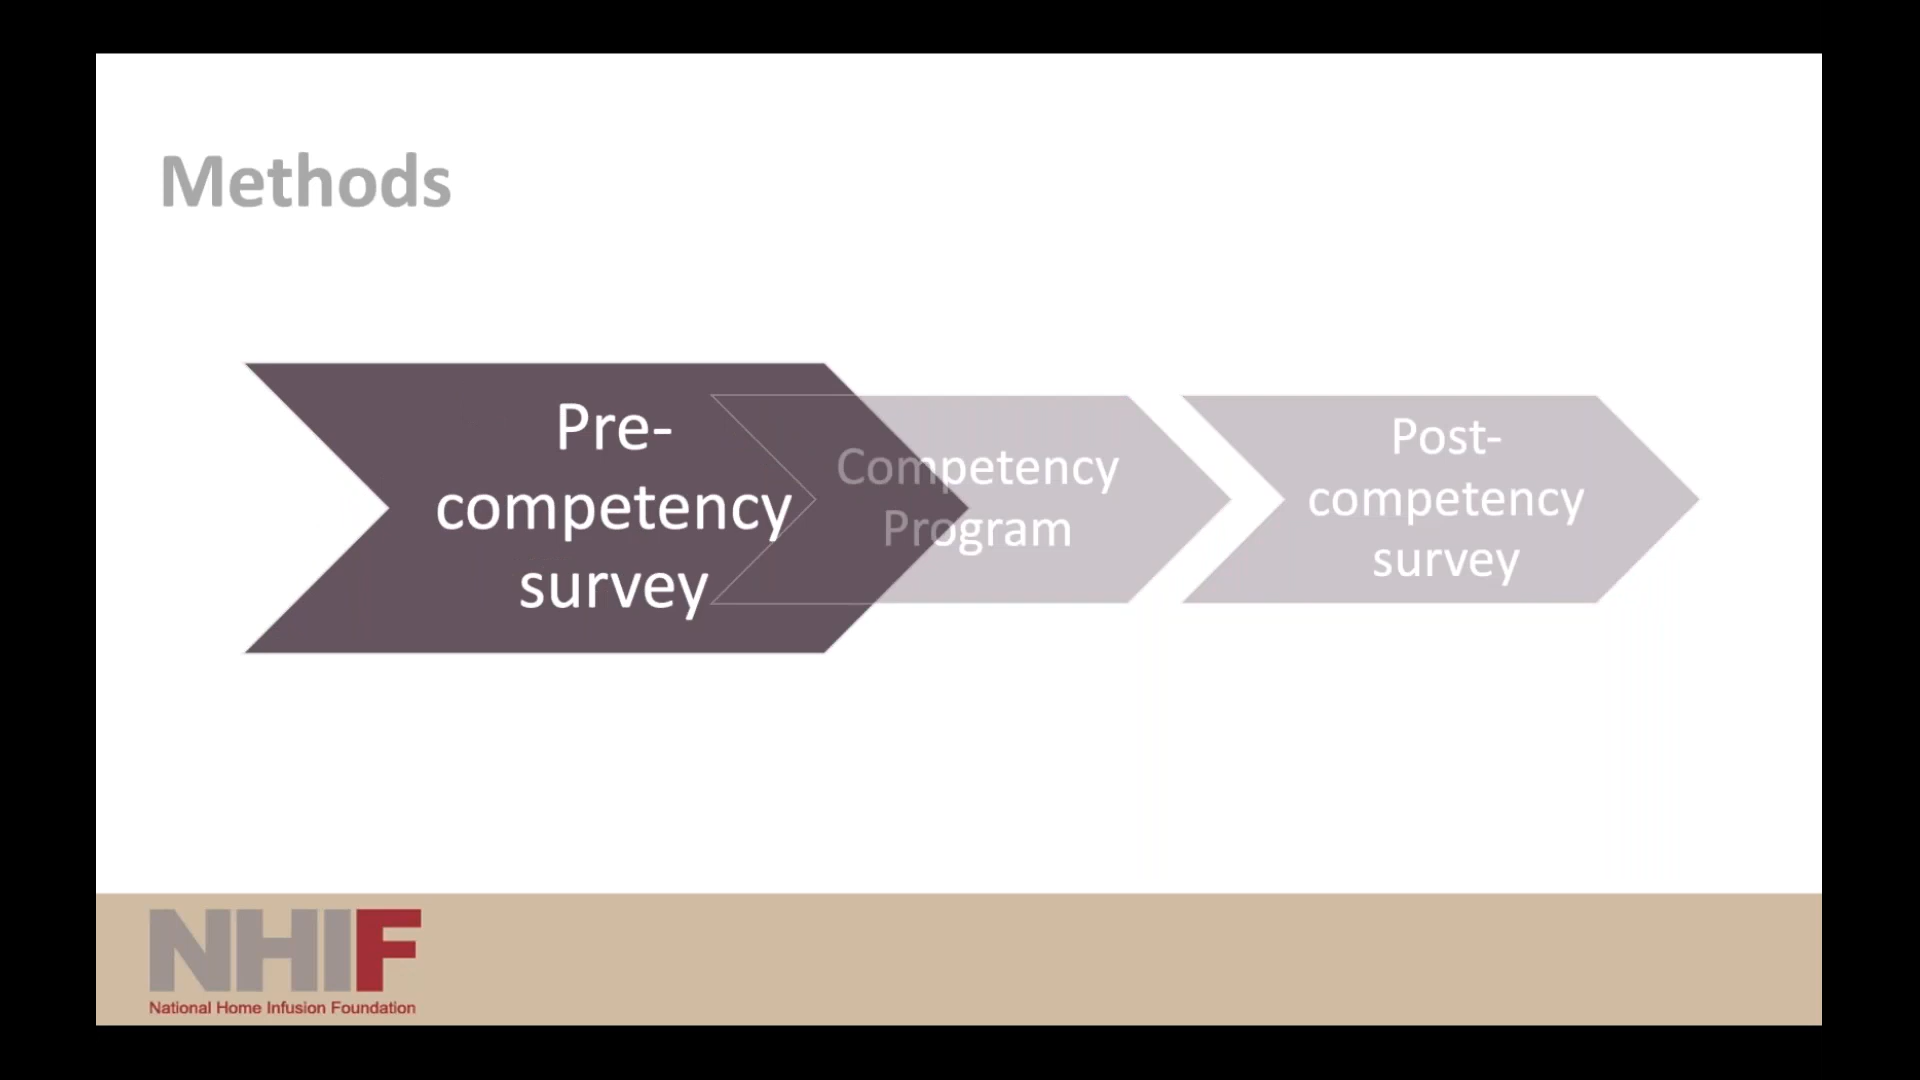 Methods
Pre-
competency
survey
Competency
Program
Post-
competency
survey
NHIF
National Home Infusion Foundation